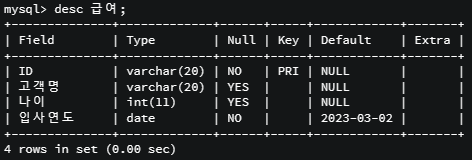 mysql> desc 급여;
+--------------+-------------+------+-----+------------+-------+
| Field        | Type        | Null | Key | Default    | Extra |
+--------------+-------------+------+-----+------------+-------+
| ID           | varchar(20) | NO   | PRI | NULL       |       |
| 고객명       | varchar(20) | YES  |     | NULL       |       |
| 나이         | int(11)     | YES  |     | NULL       |       |
| 입사연도     | date        | NO   |     | 2023-03-02 |       |
+--------------+-------------+------+-----+------------+-------+
4 rows in set (0.00 sec)